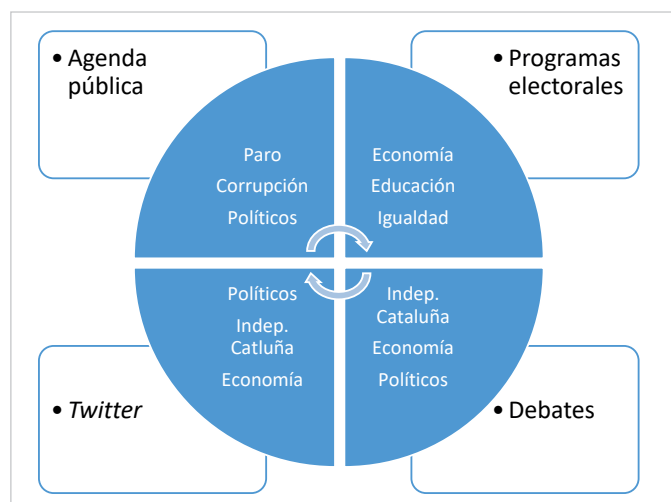 • Agenda
pública
• Programas
electorales
Paro
Corrupción
Políticos
Economía
Educación
Igualdad
Políticos
Indep.
Catluña
Economía
Indep.
Cataluña
Economía
Políticos
• Twitter
• Debates